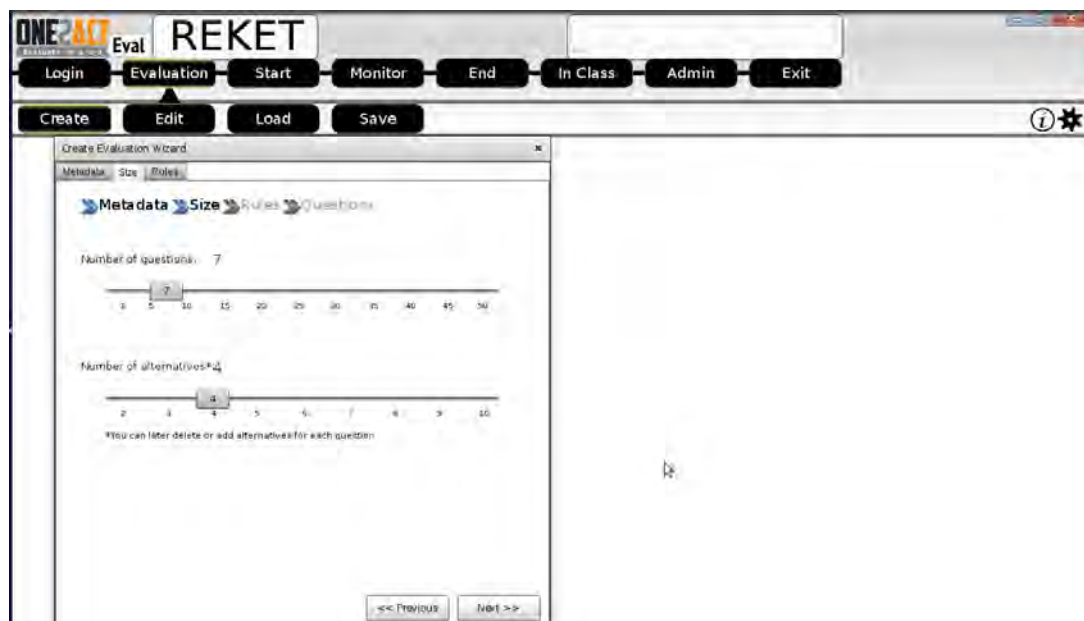 ONE2ACT
Eval
REKET
Login Evaluation Start Monitor End In Class Admin Exit
Create Edit Load Save
i
Create Evaluation Wizard
Metadata Size Rules
Metadata Size Rules Questions
Number of questions: 7
7
5 10 15 20 25 30 35 40 45 50
Number of alternatives*:4
4
2 3 4 5 6 7 8 9 10
*You can later delete or add alternatives for each question
<< Previous Next >>